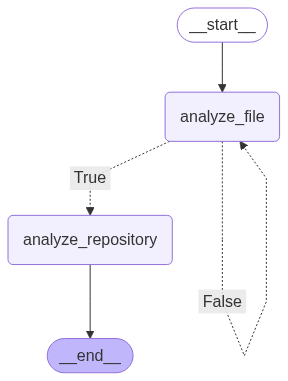 __start__
analyze_file
True
analyze_repository
False
__end__